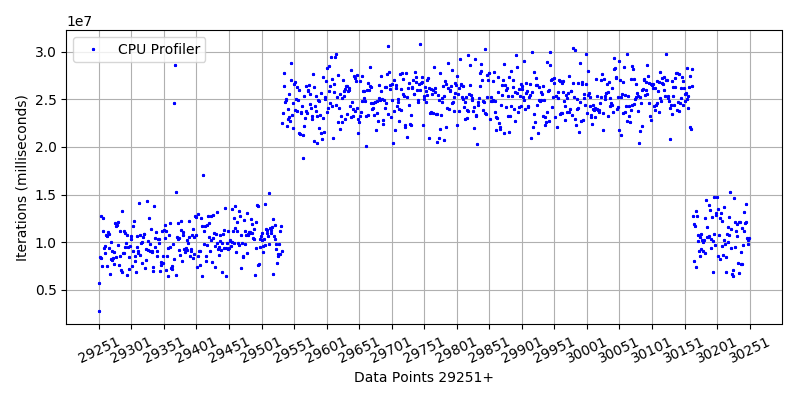 1e7
CPU Profiler
3.0
2.5
2.0
1.5
1.0
0.5
Iterations (milliseconds)
29251 29301 29351 29401 29451 29501 29551 29601 29651 29701 29751 29801 29851 29901 29951 30001 30051 30101 30151 30201 30251
Data Points 29251+